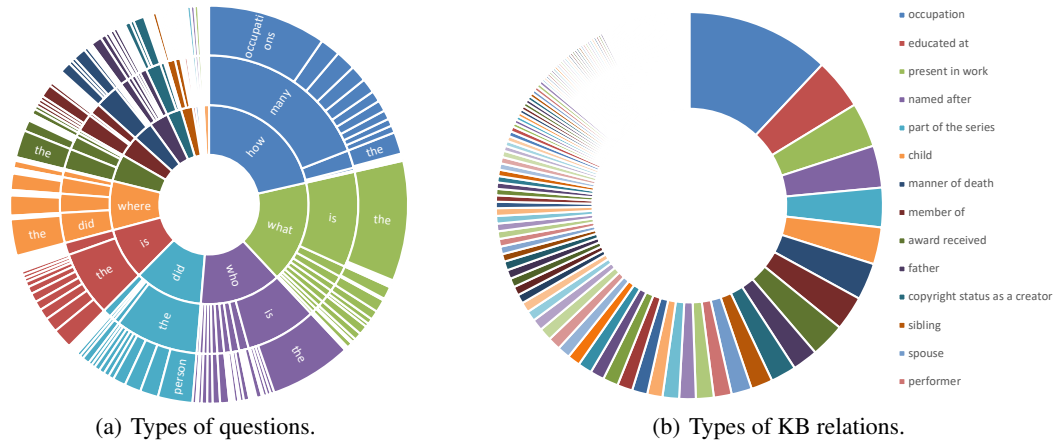 occupati
ons
many
how
the
what
is
the
who
is
the
did
the
person
is
the
where
did
the
the
occupation
educated at
present in work
named after
part of the series
child
manner of death
member of
award received
father
copyright status as a creator
sibling
spouse
performer
(a) Types of questions.
(b) Types of KB relations.